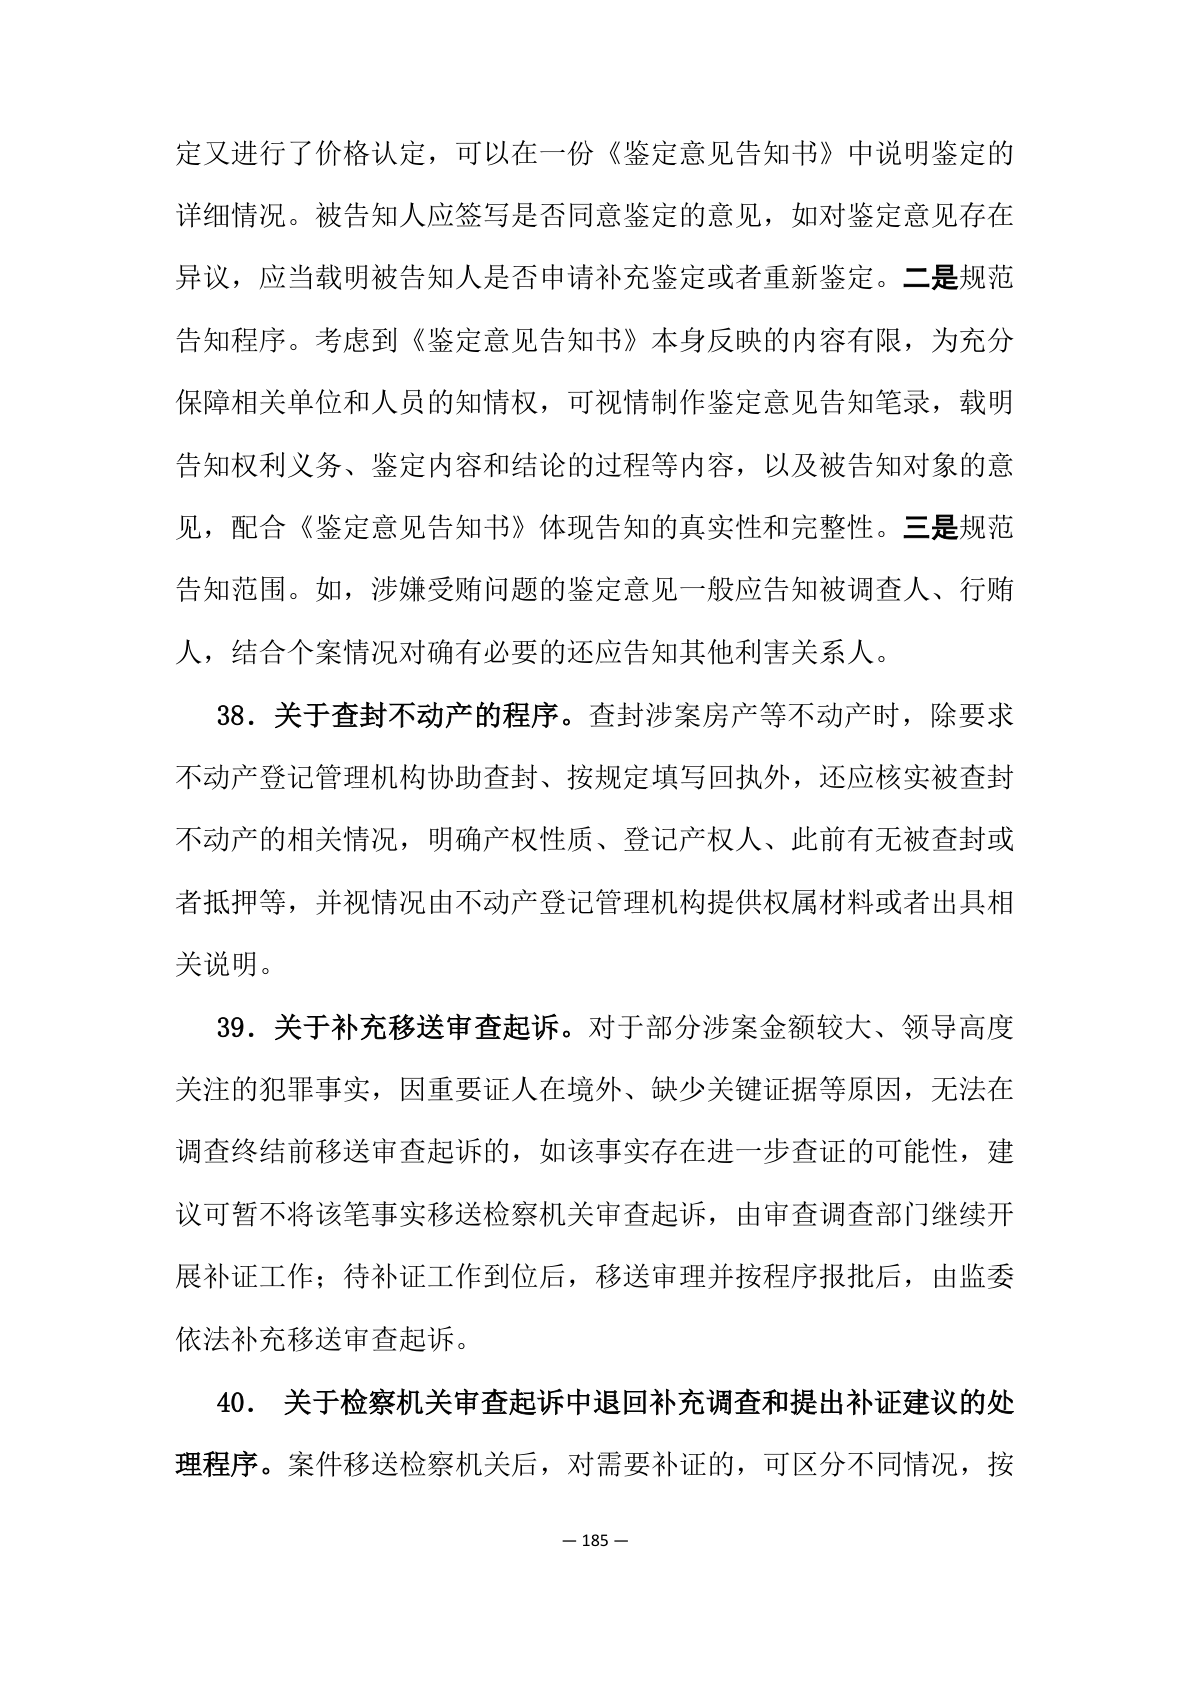 定又进行了价格认定，可以在一份《鉴定意见告知书》中说明鉴定的
详细情况。被告知人应签写是否同意鉴定的意见，如对鉴定意见存在
异议，应当载明被告知人是否申请补充鉴定或者重新鉴定。二是规范
告知程序。考虑到《鉴定意见告知书》本身反映的内容有限，为充分
保障相关单位和人员的知情权，可视情制作鉴定意见告知笔录，载明
告知权利义务、鉴定内容和结论的过程等内容，以及被告知对象的意
见，配合《鉴定意见告知书》体现告知的真实性和完整性。三是规范
告知范围。如，涉嫌受贿问题的鉴定意见一般应告知被调查人、行贿
人，结合个案情况对确有必要的还应告知其他利害关系人。
38．关于查封不动产的程序。查封涉案房产等不动产时，除要求
不动产登记管理机构协助查封、按规定填写回执外，还应核实被查封
不动产的相关情况，明确产权性质、登记产权人、此前有无被查封或
者抵押等，并视情况由不动产登记管理机构提供权属材料或者出具相
关说明。
39．关于补充移送审查起诉。对于部分涉案金额较大、领导高度
关注的犯罪事实，因重要证人在境外、缺少关键证据等原因，无法在
调查终结前移送审查起诉的，如该事实存在进一步查证的可能性，建
议可暂不将该笔事实移送检察机关审查起诉，由审查调查部门继续开
展补证工作；待补证工作到位后，移送审理并按程序报批后，由监委
依法补充移送审查起诉。
40． 关于检察机关审查起诉中退回补充调查和提出补证建议的处
理程序。案件移送检察机关后，对需要补证的，可区分不同情况，按
— 185 —